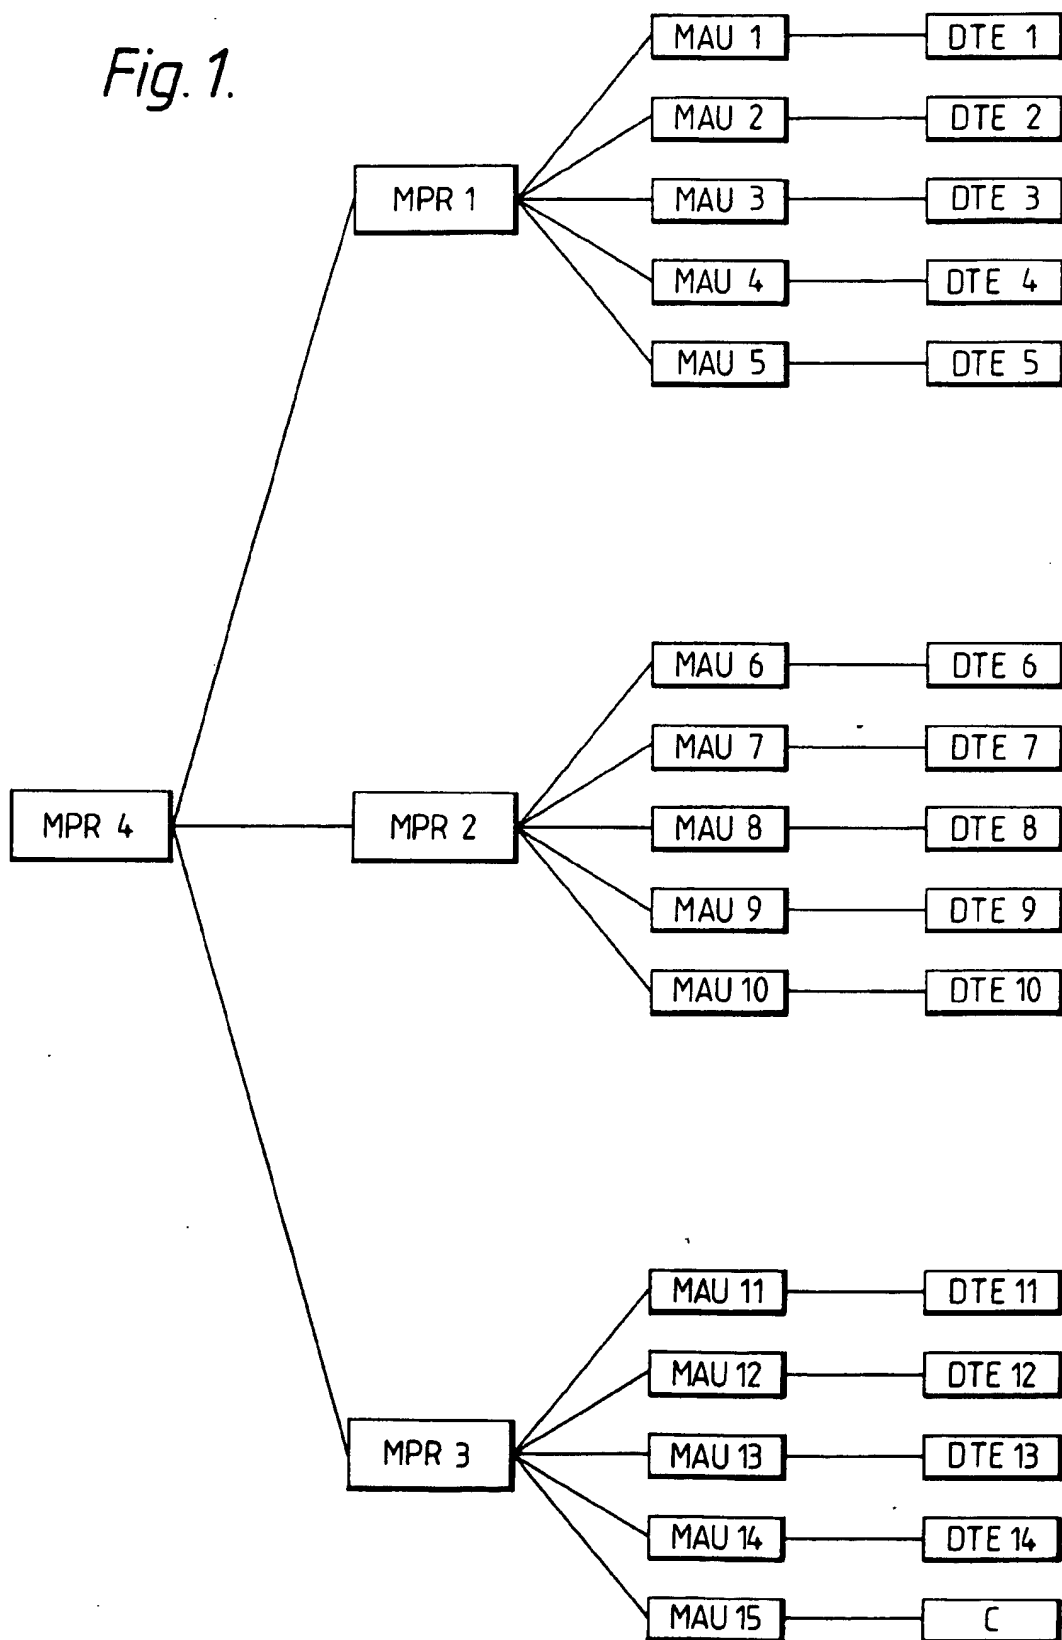 Fig. 1.
MAU 1 DTE 1
MAU 2 DTE 2
MPR 1 MAU 3 DTE 3
MAU 4 DTE 4
MAU 5 DTE 5
MAU 6 DTE 6
MAU 7 DTE 7
MPR 4 MPR 2 MAU 8 DTE 8
MAU 9 DTE 9
MAU 10 DTE 10
MAU 11 DTE 11
MAU 12 DTE 12
MPR 3 MAU 13 DTE 13
MAU 14 DTE 14
MAU 15 C